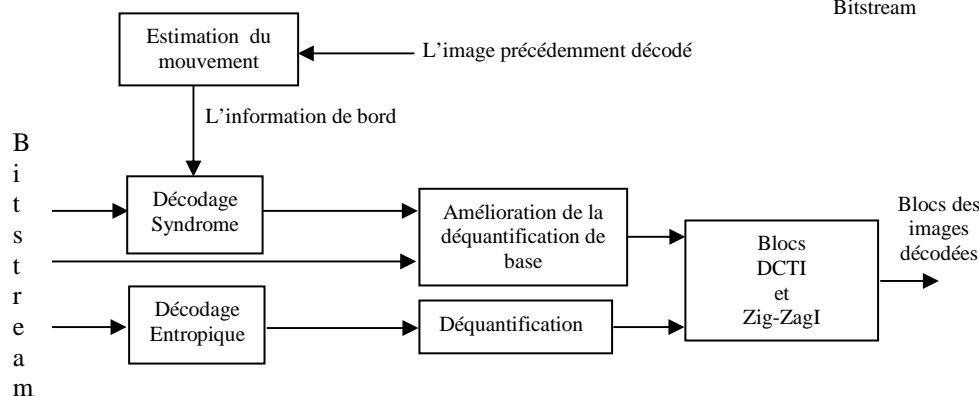 Bitstream
Estimation du
mouvement
L'image précédemment décodé
L'information de bord
Bitstream
Décodage
Syndrome
Amélioration de la
déquantification de
base
Blocs
DCTI
et
Zig-ZagI
Blocs des
images
décodées
Décodage
Entropique
Déquantification